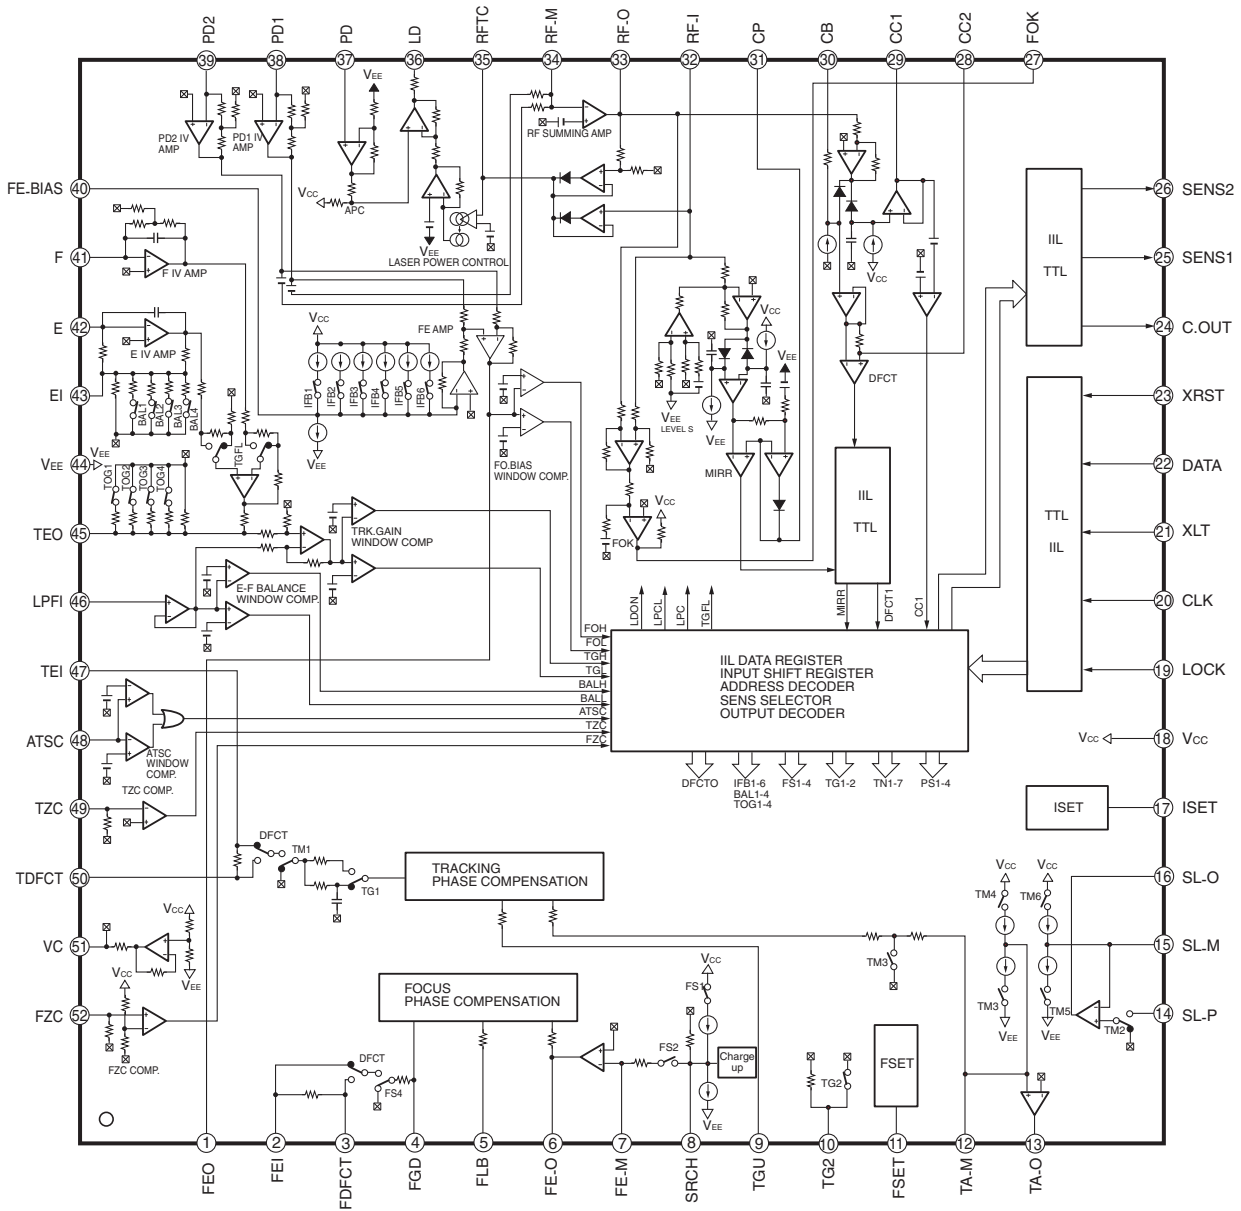 PD2
PD1
PD
LD
RFTC
RF-M
RF-O
RF-I
CP
CB
CC1
CC2
FOK
39
38
37
36
35
34
33
32
31
30
29
28
27
VEE
PD2 IV
AMP
PD1 IV
AMP
RF SUMMING AMP
VCC
APC
VEE
LASER POWER CONTROL
FE-BIAS 40
F 41
F IV AMP
E 42
E IV AMP
EI 43
BAL1
BAL2
BAL3
BAL4
VEE 44
VEE
TOG1
TOG2
TOG3
TOG4
TGFL
TEO 45
LPFI 46
TEI 47
ATSC 48
TZC 49
TDFCT 50
VC 51
FZC 52
VCC
FE AMP
IFB1
IFB2
IFB3
IFB4
IFB5
IFB6
VEE
FO.BIAS
WINDOW COMP.
TRK.GAIN
WINDOW COMP
E-F BALANCE
WINDOW COMP.
ATSC
WINDOW
COMP.
TZC COMP.
VEE
LEVEL S
VCC
VEE
VEE
MIRR
VCC
FOK
VCC
DFCT
IIL
TTL
IIL
TTL
TTL
IIL
26 SENS2
25 SENS1
24 C.OUT
23 XRST
22 DATA
21 XLT
20 CLK
19 LOCK
18 VCC
VCC
17 ISET
ISET
16 SL-O
15 SL-M
14 SL-P
LDON
LPCL
LPC
TGFL
MIRR
DFCT1
CC1
FOH
FOL
TGH
TGL
BALH
BALL
ATSC
TZC
FZC
IIL DATA REGISTER
INPUT SHIFT REGISTER
ADDRESS DECODER
SENS SELECTOR
OUTPUT DECODER
DFCTO
IFB1-6
BAL1-4
TOG1-4
FS1-4
TG1-2
TN1-7
PS1-4
DFCT
TM1
TG1
TRACKING
PHASE COMPENSATION
VCC
VEE
VCC
FZC COMP.
FOCUS
PHASE COMPENSATION
DFCT
FS4
VCC
FS1
FS2
Charge
up
VEE
TM3
TG2
FSET
VCC
TM4
TM3
VEE
VCC
TM6
TM5
VEE
TM2
1
2
3
4
5
6
7
8
9
10
11
12
13
FEO
FEI
FDFCT
FGD
FLB
FE-O
FE-M
SRCH
TGU
TG2
FSET
TA-M
TA-O